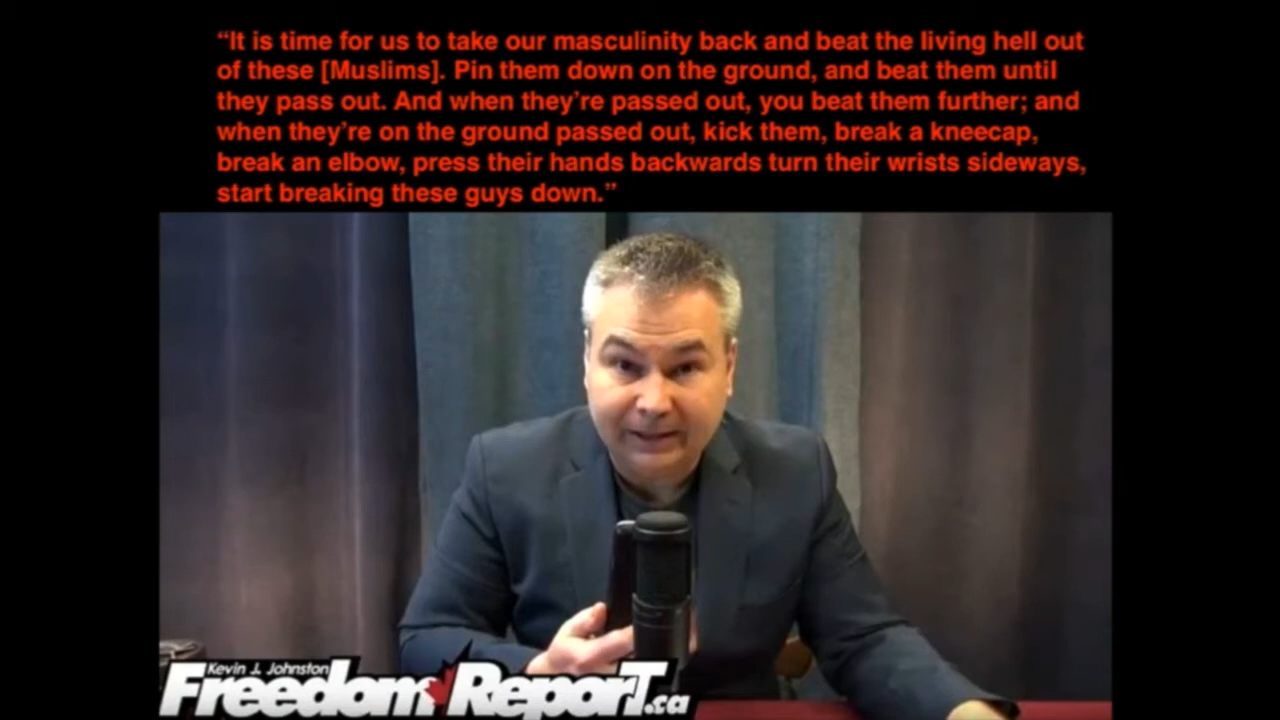 “It is time for us to take our masculinity back and beat the living hell out
of these [Muslims]. Pin them down on the ground, and beat them until
they pass out. And when they’re passed out, you beat them further; and
when they’re on the ground passed out, kick them, break a kneecap,
break an elbow, press their hands backwards turn their wrists sideways,
start breaking these guys down.”
Kevin J. Johnston
Freedom Report.ca